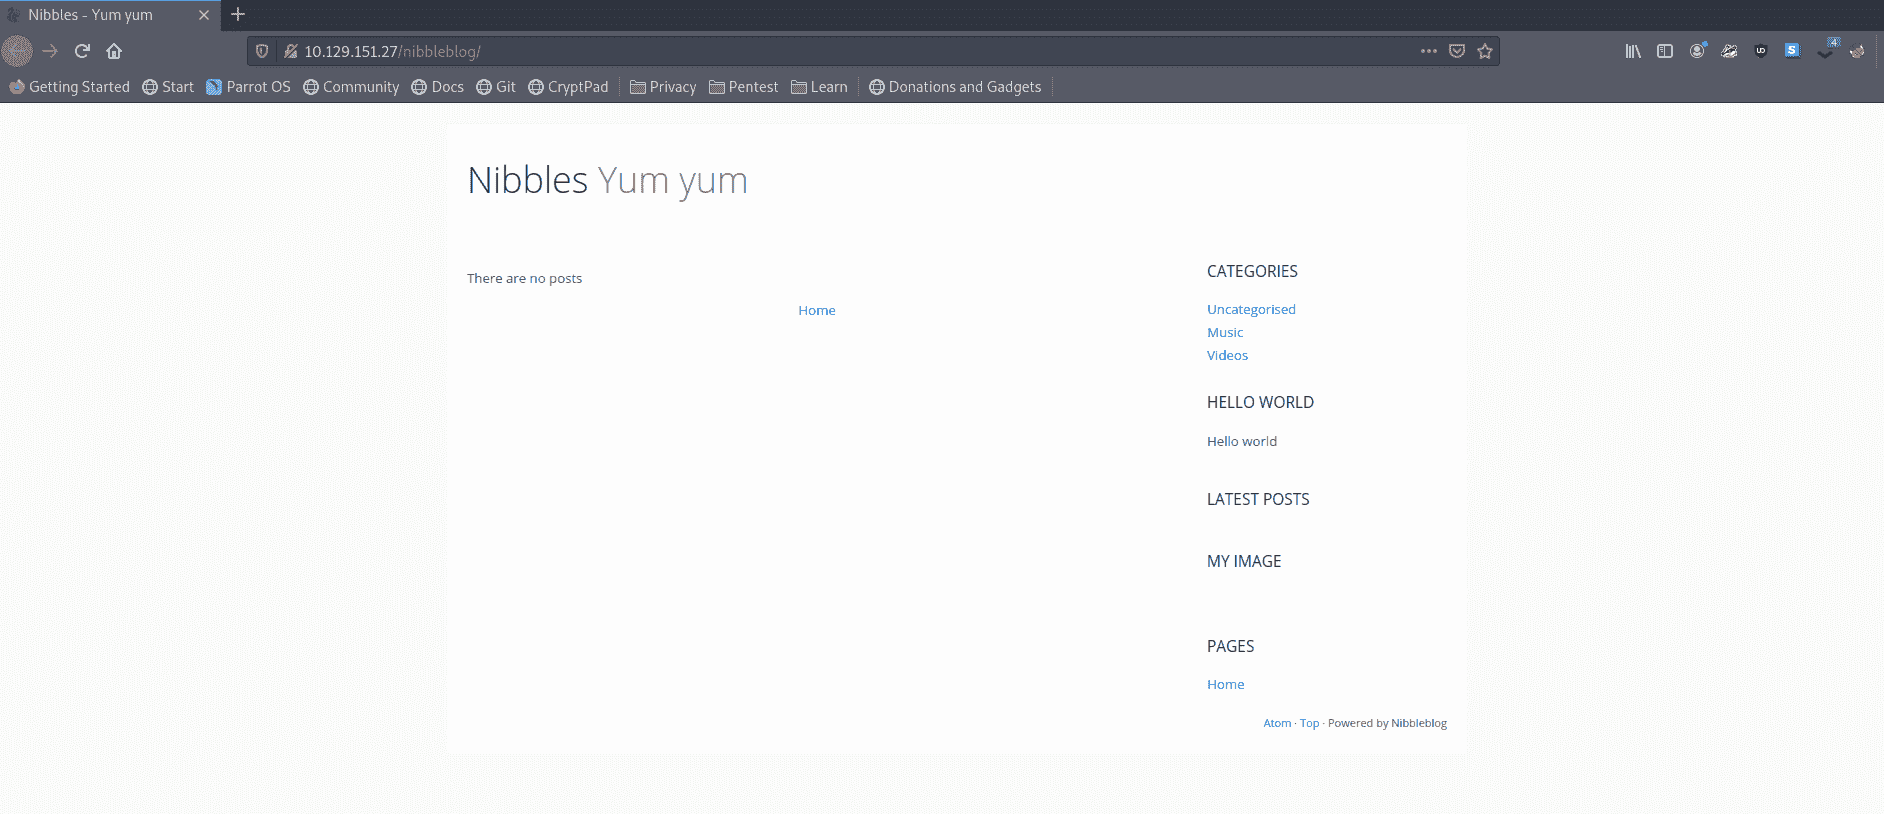 Nibbles - Yum yum
10.129.151.27/nibbleblog/
Getting Started Start Parrot OS Community Docs Git CryptPad Privacy Pentest Learn Donations and Gadgets
Nibbles Yum yum
There are no posts
Home
CATEGORIES
Uncategorised
Music
Videos
HELLO WORLD
Hello world
LATEST POSTS
MY IMAGE
PAGES
Home
Atom · Top · Powered by Nibbleblog